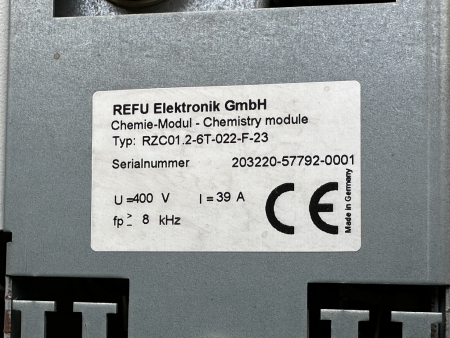 REFU Elektronik GmbH
Chemie-Modul - Chemistry module
Typ: RZC01.2-6T-022-F-23
Serialnummer 203220-57792-0001
U =400 V I = 39 A
fp ≥ 8 kHz
CE
Made in Germany